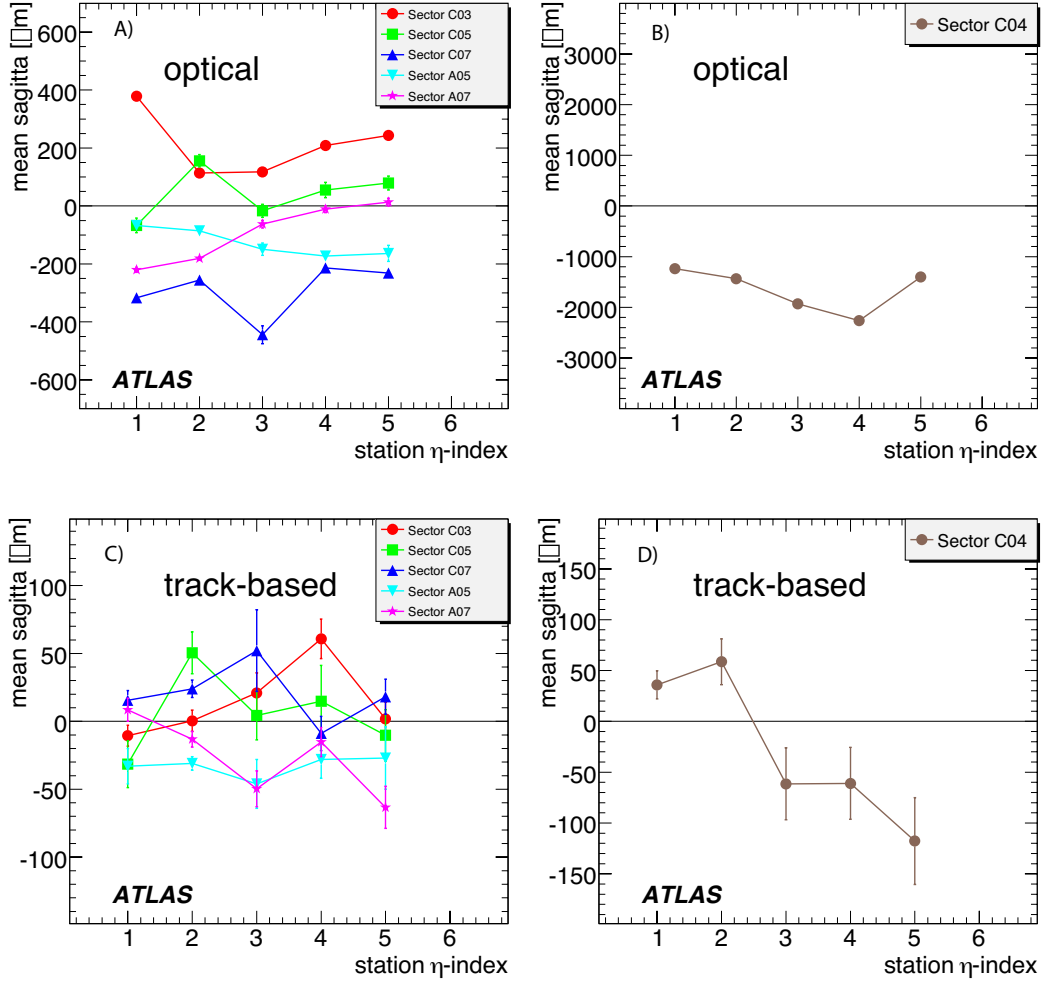 A)
optical
Sector C03
Sector C05
Sector C07
Sector A05
Sector A07
mean sagitta [□m]
600
400
200
0
-200
-400
-600
ATLAS
1 2 3 4 5 6
station η-index
B)
optical
Sector C04
mean sagitta [□m]
3000
2000
1000
0
-1000
-2000
-3000
ATLAS
1 2 3 4 5 6
station η-index
C)
track-based
Sector C03
Sector C05
Sector C07
Sector A05
Sector A07
mean sagitta [□m]
100
50
0
-50
-100
ATLAS
1 2 3 4 5 6
station η-index
D)
track-based
Sector C04
mean sagitta [□m]
150
100
50
0
-50
-100
-150
ATLAS
1 2 3 4 5 6
station η-index